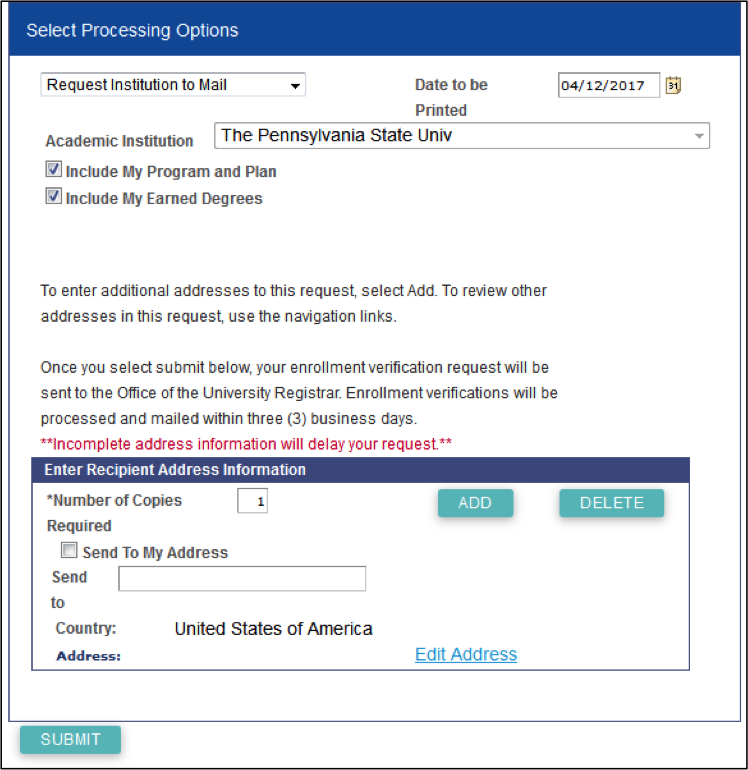 Select Processing Options
Request Institution to Mail
Date to be
Printed
04/12/2017
31
Academic Institution
The Pennsylvania State Univ
Include My Program and Plan
Include My Earned Degrees
To enter additional addresses to this request, select Add. To review other
addresses in this request, use the navigation links.
Once you select submit below, your enrollment verification request will be
sent to the Office of the University Registrar. Enrollment verifications will be
processed and mailed within three (3) business days.
**Incomplete address information will delay your request.**
Enter Recipient Address Information
*Number of Copies
Required
1
ADD
DELETE
Send To My Address
Send
to
Country:
United States of America
Address:
Edit Address
SUBMIT